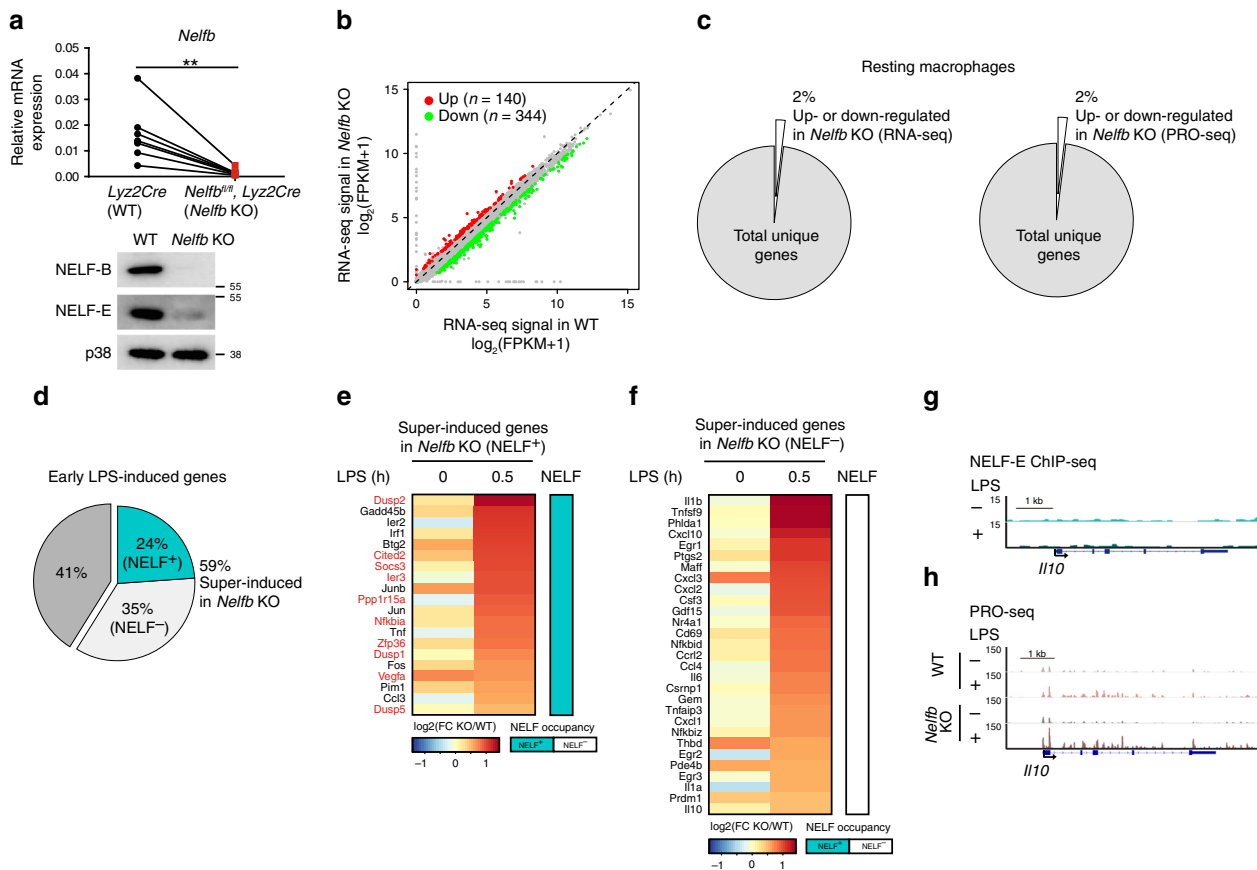 a
Nelfb
**
Relative mRNA
expression
0.05
0.04
0.03
0.02
0.01
0.00
Lyz2Cre
(WT)
Nelfb^fl/fl, Lyz2Cre
(Nelfb KO)
WT Nelfb KO
NELF-B
55
55
NELF-E
p38
38
b
RNA-seq signal in Nelfb KO
log₂(FPKM+1)
15
10
5
0
Up (n = 140)
Down (n = 344)
0 5 10 15
RNA-seq signal in WT
log₂(FPKM+1)
c
Resting macrophages
2%
Up- or down-regulated
in Nelfb KO (RNA-seq)
Total unique
genes
2%
Up- or down-regulated
in Nelfb KO (PRO-seq)
Total unique
genes
d
Early LPS-induced genes
24%
(NELF⁺)
41%
35%
(NELF⁻)
59%
Super-induced
in Nelfb KO
e
Super-induced genes
in Nelfb KO (NELF⁺)
LPS (h) 0 0.5 NELF
Dusp2
Gadd45b
Ier2
Irf1
Btg2
Cited2
Socs3
Ier3
Junb
Ppp1r15a
Jun
Nfkbia
Tnf
Zfp36
Dusp1
Fos
Vegfa
Pim1
Ccl3
Dusp5
log2(FC KO/WT) NELF occupancy
NELF⁺ NELF⁻
−1 0 1
f
Super-induced genes
in Nelfb KO (NELF⁻)
LPS (h) 0 0.5 NELF
Il1b
Tnfsf9
Phlda1
Cxcl10
Egr1
Ptgs2
Maff
Cxcl3
Cxcl2
Csf3
Gdf15
Nr4a1
Cd69
Nfkbid
Ccrl2
Ccl4
Il6
Csrnp1
Gem
Tnfaip3
Cxcl1
Nfkbiz
Thbd
Egr2
Pde4b
Egr3
Il1a
Prdm1
Il10
log2(FC KO/WT) NELF occupancy
NELF⁺ NELF⁻
−1 0 1
g
NELF-E ChIP-seq
LPS
15
1 kb
−
15
+
Il10
h
PRO-seq
LPS
150
1 kb
WT
−
150
+
150
Nelfb
KO
−
150
+
Il10